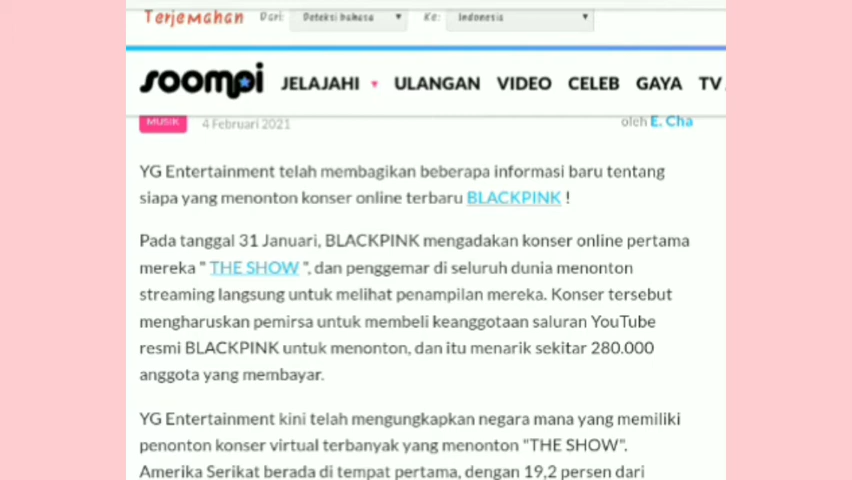 Terjemahan Dari: Deteksi bahasa Ke: Indonesia
soompi JELAJAHI ULANGAN VIDEO CELEB GAYA TV
MUSIK 4 Februari 2021 oleh E. Cha
YG Entertainment telah membagikan beberapa informasi baru tentang
siapa yang menonton konser online terbaru BLACKPINK !
Pada tanggal 31 Januari, BLACKPINK mengadakan konser online pertama
mereka " THE SHOW ", dan penggemar di seluruh dunia menonton
streaming langsung untuk melihat penampilan mereka. Konser tersebut
mengharuskan pemirsa untuk membeli keanggotaan saluran YouTube
resmi BLACKPINK untuk menonton, dan itu menarik sekitar 280.000
anggota yang membayar.
YG Entertainment kini telah mengungkapkan negara mana yang memiliki
penonton konser virtual terbanyak yang menonton "THE SHOW".
Amerika Serikat berada di tempat pertama, dengan 19,2 persen dari